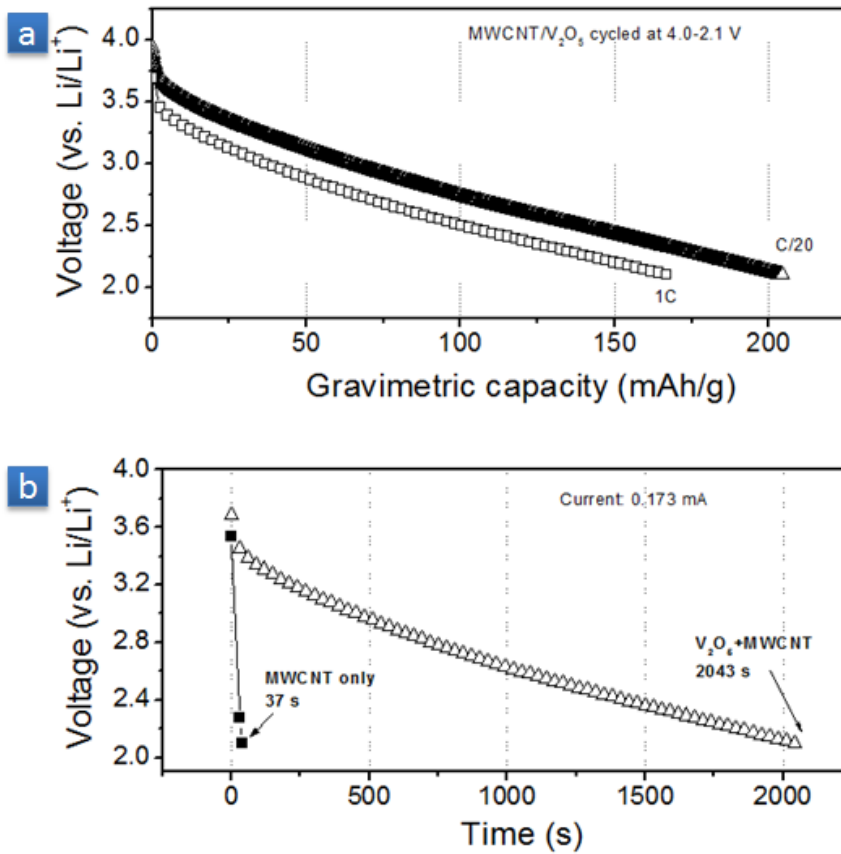 a
MWCNT/V₂O₅ cycled at 4.0-2.1 V
Voltage (vs. Li/Li⁺)
4.0
3.5
3.0
2.5
2.0
C/20
1C
0 50 100 150 200
Gravimetric capacity (mAh/g)
b
Current: 0.173 mA
Voltage (vs. Li/Li⁺)
4.0
3.6
3.2
2.8
2.4
2.0
MWCNT only
37 s
V₂O₅+MWCNT
2043 s
0 500 1000 1500 2000
Time (s)